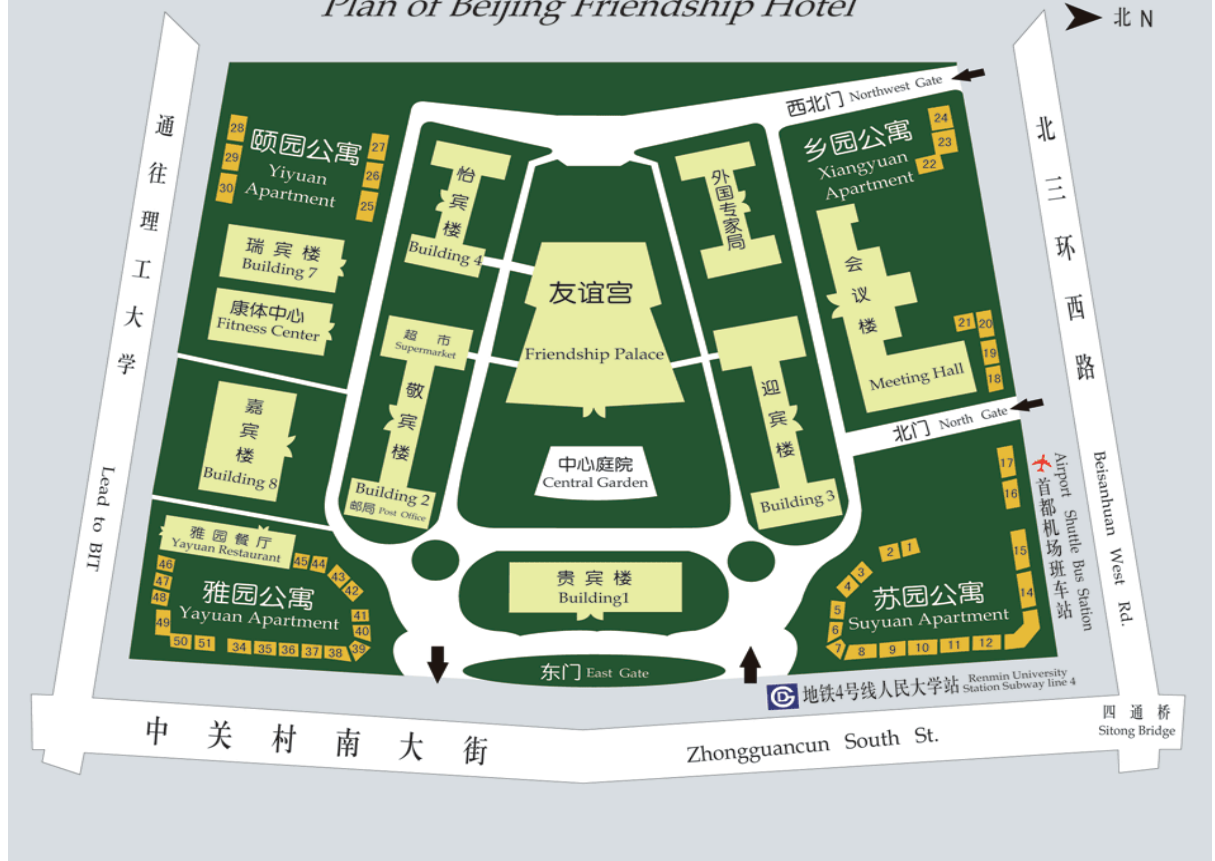 Plan of Beijing Friendship Hotel
北 N
西北门 Northwest Gate
通往理工大学
Lead to BIT
北三环西路
Beisanhuan West Rd.
28
29
30
颐园公寓
Yiyuan
Apartment
27
26
25
怡宾楼
Building 4
外国专家局
乡园公寓
Xiangyuan
Apartment
24
23
22
瑞宾楼
Building 7
康体中心
Fitness Center
友谊宫
Friendship Palace
会议楼
Meeting Hall
21
20
19
18
超市
Supermarket
敬宾楼
Building 2
邮局 Post Office
迎宾楼
Building 3
嘉宾楼
Building 8
中心庭院
Central Garden
北门 North Gate
17
16
15
14
首都机场班车站
Airport Shuttle Bus Station
雅园餐厅
Yayuan Restaurant
雅园公寓
Yayuan Apartment
46
47
48
49
50
51
45
44
43
42
41
40
39
34
35
36
37
38
贵宾楼
Building1
苏园公寓
Suyuan Apartment
2
1
3
4
5
6
7
8
9
10
11
12
东门 East Gate
地铁4号线人民大学站
Renmin University
Station Subway line 4
四通桥
Sitong Bridge
中关村南大街
Zhongguancun South St.